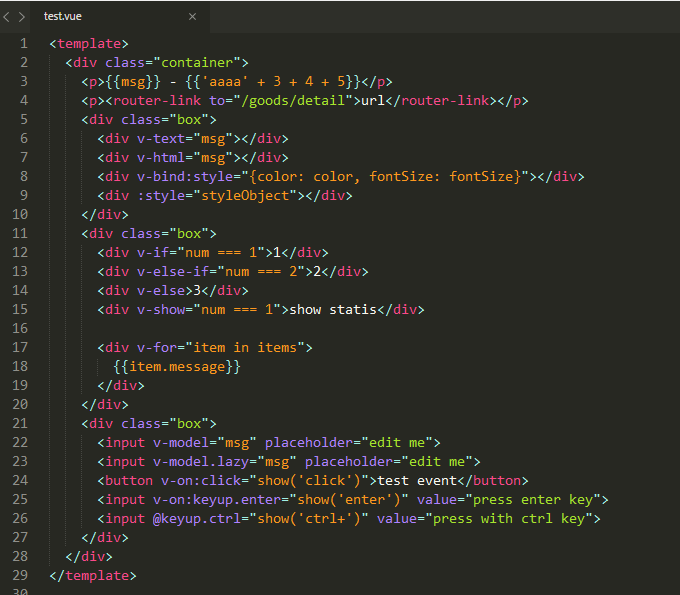 test.vue
1 <template>
2   <div class="container">
3     <p>{{msg}} - {{'aaaa' + 3 + 4 + 5}}</p>
4     <p><router-link to="/goods/detail">url</router-link></p>
5     <div class="box">
6       <div v-text="msg"></div>
7       <div v-html="msg"></div>
8       <div v-bind:style="{color: color, fontSize: fontSize}"></div>
9       <div :style="styleObject"></div>
10     </div>
11     <div class="box">
12       <div v-if="num === 1">1</div>
13       <div v-else-if="num === 2">2</div>
14       <div v-else>3</div>
15       <div v-show="num === 1">show statis</div>
16
17       <div v-for="item in items">
18         {{item.message}}
19       </div>
20     </div>
21     <div class="box">
22       <input v-model="msg" placeholder="edit me">
23       <input v-model.lazy="msg" placeholder="edit me">
24       <button v-on:click="show('click')">test event</button>
25       <input v-on:keyup.enter="show('enter')" value="press enter key">
26       <input @keyup.ctrl="show('ctrl+')" value="press with ctrl key">
27     </div>
28   </div>
29 </template>
30